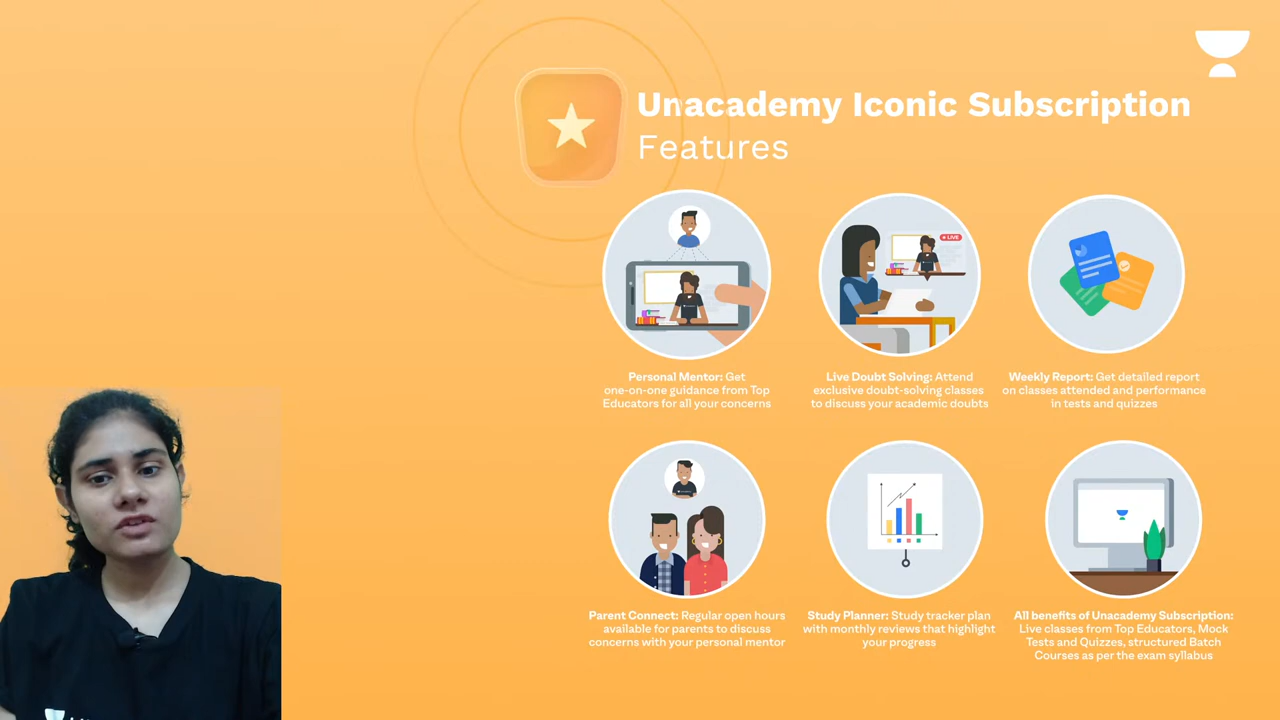 Unacademy Iconic Subscription
Features
LIVE
Personal Mentor: Get
one-on-one guidance from Top
Educators for all your concerns
Live Doubt Solving: Attend
exclusive doubt-solving classes
to discuss your academic doubts
Weekly Report: Get detailed report
on classes attended and performance
in tests and quizzes
Parent Connect: Regular open hours
available for parents to discuss
concerns with your personal mentor
Study Planner: Study tracker plan
with monthly reviews that highlight
your progress
All benefits of Unacademy Subscription:
Live classes from Top Educators, Mock
Tests and Quizzes, structured Batch
Courses as per the exam syllabus